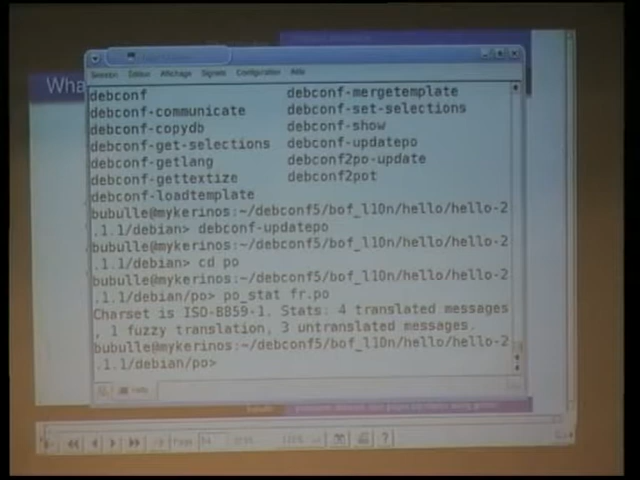 Wha
Session Édition Affichage Signets Configuration Aide
debconf debconf-mergetemplate
debconf-communicate debconf-set-selections
debconf-copydb debconf-show
debconf-get-selections debconf-updatepo
debconf-getlang debconf2po-update
debconf-gettextize debconf2pot
debconf-loadtemplate
bubulle@mykerinos:~/debconf5/bof_l10n/hello/hello-2
.1.1/debian> debconf-updatepo
bubulle@mykerinos:~/debconf5/bof_l10n/hello/hello-2
.1.1/debian> cd po
bubulle@mykerinos:~/debconf5/bof_l10n/hello/hello-2
.1.1/debian/po> po_stat fr.po
Charset is ISO-8859-1. Stats: 4 translated messages
, 1 fuzzy translation, 3 untranslated messages.
bubulle@mykerinos:~/debconf5/bof_l10n/hello/hello-2
.1.1/debian/po>
Page